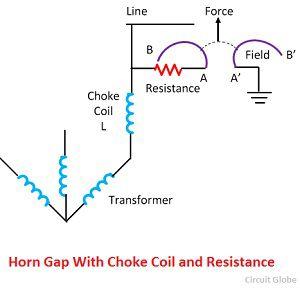 Line
Force
B
Field
B'
A
A'
Resistance
Choke
Coil
L
Transformer
Horn Gap With Choke Coil and Resistance
Circuit Globe